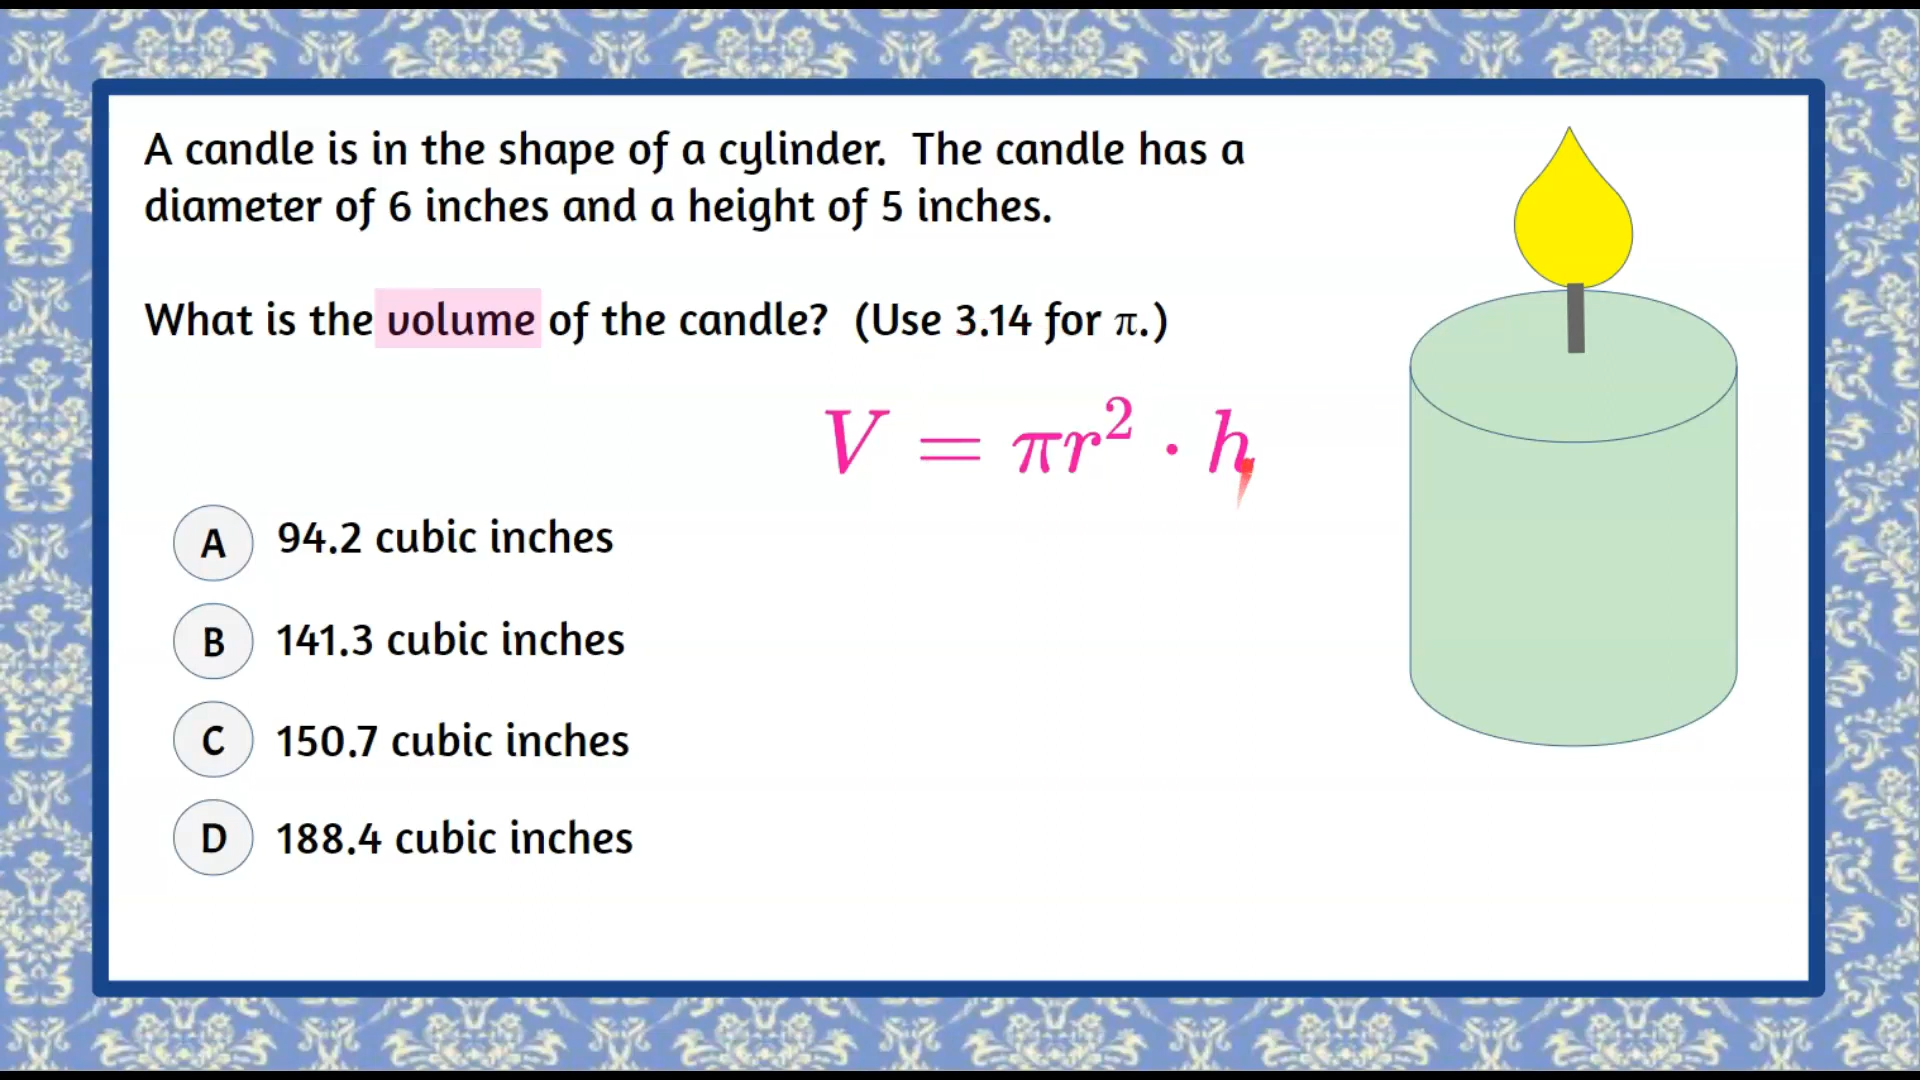 A candle is in the shape of a cylinder. The candle has a
diameter of 6 inches and a height of 5 inches.
What is the volume of the candle? (Use 3.14 for π.)
V = πr² · h
A 94.2 cubic inches
B 141.3 cubic inches
C 150.7 cubic inches
D 188.4 cubic inches